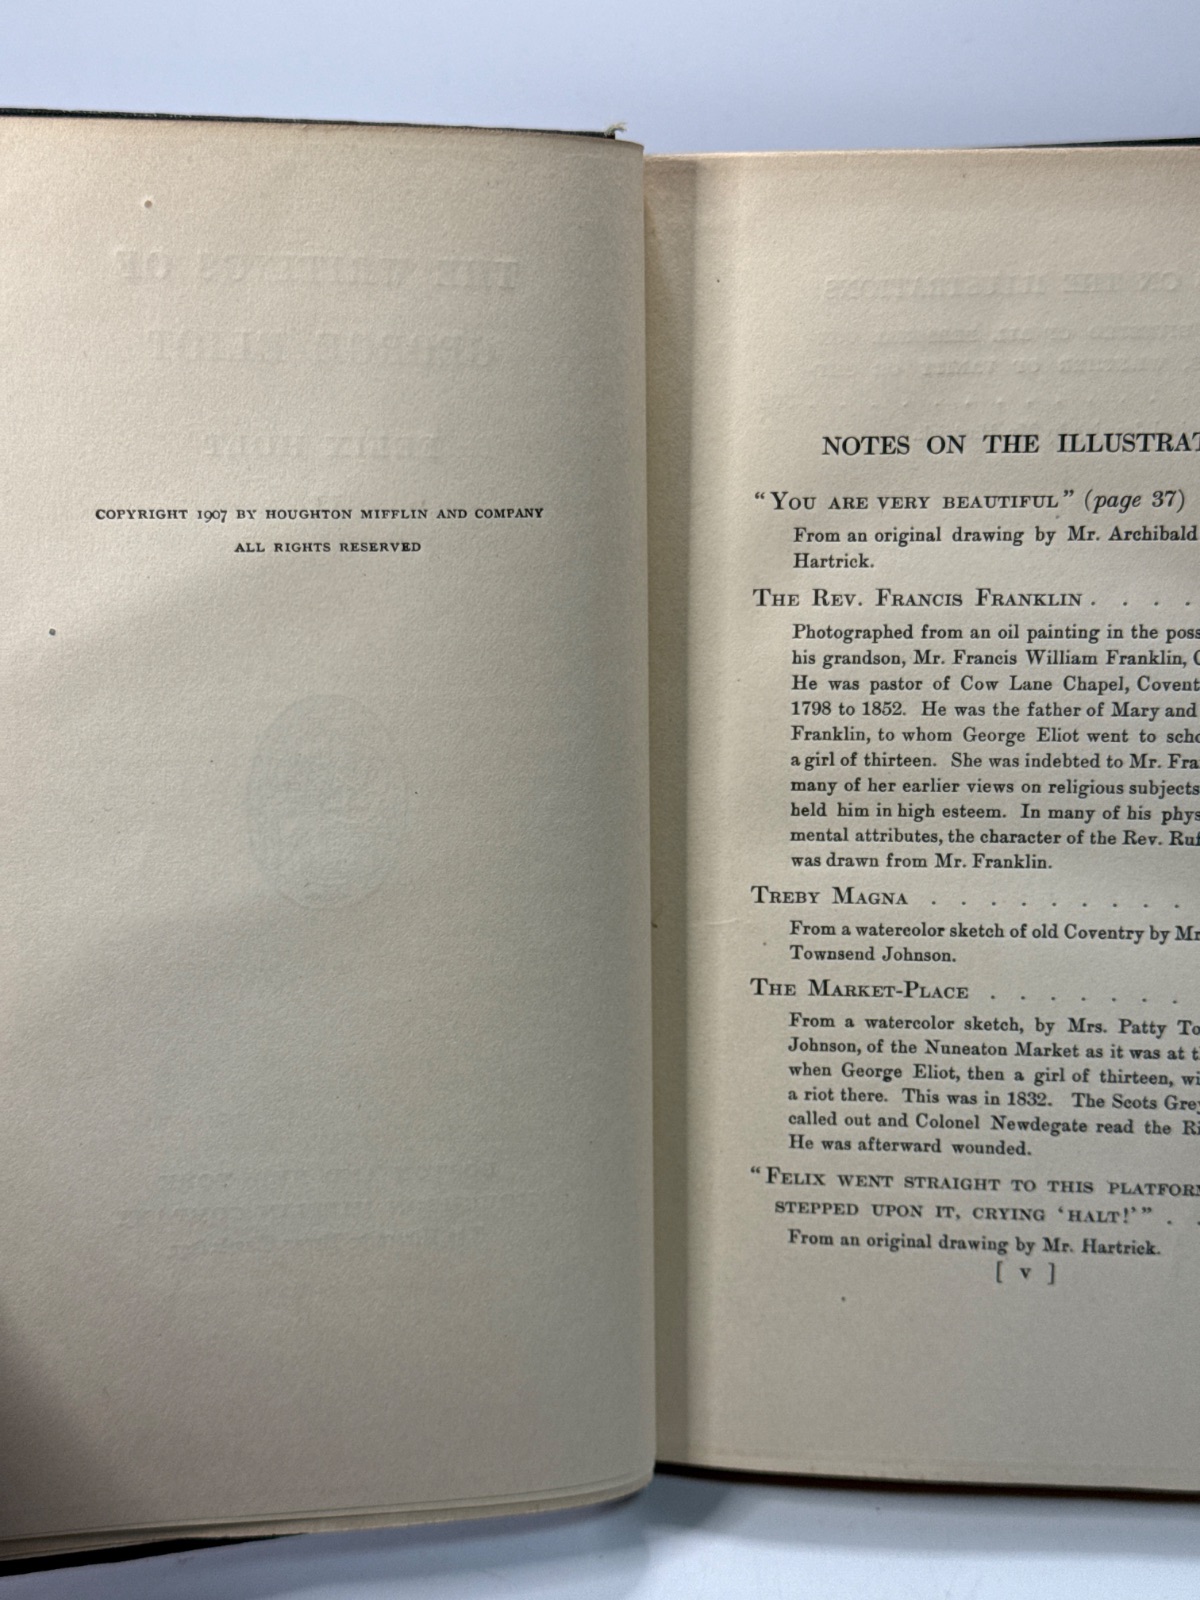 COPYRIGHT 1907 BY HOUGHTON MIFFLIN AND COMPANY
ALL RIGHTS RESERVED
NOTES ON THE ILLUSTRAT
“YOU ARE VERY BEAUTIFUL” (page 37)
From an original drawing by Mr. Archibald
Hartrick.
THE REV. FRANCIS FRANKLIN . . . .
Photographed from an oil painting in the poss
his grandson, Mr. Francis William Franklin, C
He was pastor of Cow Lane Chapel, Covent
1798 to 1852. He was the father of Mary and
Franklin, to whom George Eliot went to scho
a girl of thirteen. She was indebted to Mr. Fra
many of her earlier views on religious subjects
held him in high esteem. In many of his phys
mental attributes, the character of the Rev. Ruf
was drawn from Mr. Franklin.
TREBY MAGNA . . . . . . . . .
From a watercolor sketch of old Coventry by Mr
Townsend Johnson.
THE MARKET-PLACE . . . . . . .
From a watercolor sketch, by Mrs. Patty To
Johnson, of the Nuneaton Market as it was at t
when George Eliot, then a girl of thirteen, wi
a riot there. This was in 1832. The Scots Grey
called out and Colonel Newdegate read the Ri
He was afterward wounded.
“FELIX WENT STRAIGHT TO THIS PLATFORM
STEPPED UPON IT, CRYING ‘HALT!’” . .
From an original drawing by Mr. Hartrick.
[ v ]